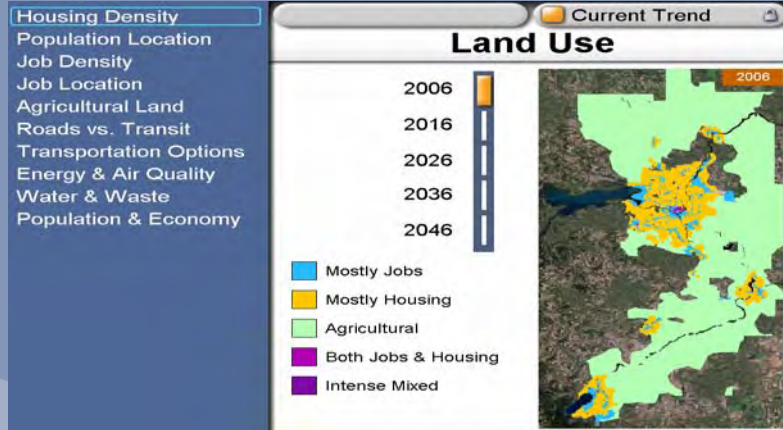 Housing Density
Population Location
Job Density
Job Location
Agricultural Land
Roads vs. Transit
Transportation Options
Energy & Air Quality
Water & Waste
Population & Economy
Current Trend
Land Use
2006
2016
2026
2036
2046
Mostly Jobs
Mostly Housing
Agricultural
Both Jobs & Housing
Intense Mixed
2006